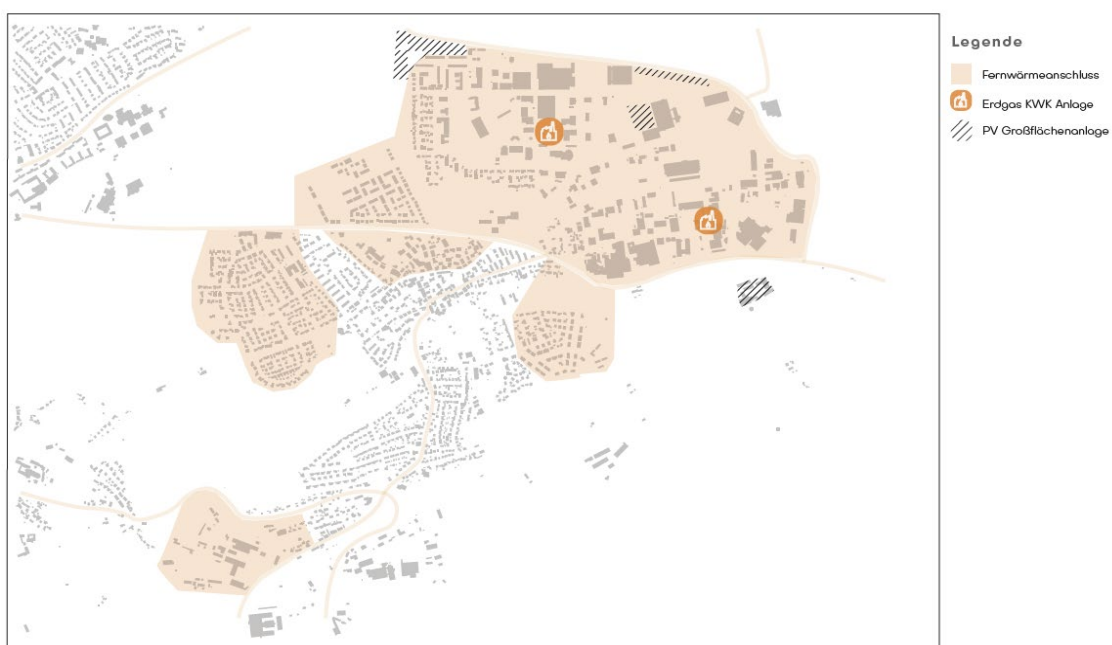 Legende
Fernwärmeanschluss
Erdgas KWK Anlage
PV Großflächenanlage